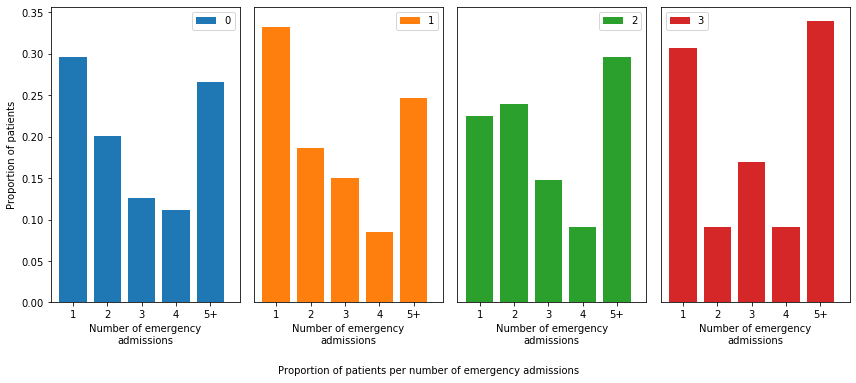 0
1
2
3
0.35
0.30
0.25
0.20
0.15
0.10
0.05
0.00
Proportion of patients
1 2 3 4 5+
1 2 3 4 5+
1 2 3 4 5+
1 2 3 4 5+
Number of emergency
admissions
Number of emergency
admissions
Number of emergency
admissions
Number of emergency
admissions
Proportion of patients per number of emergency admissions